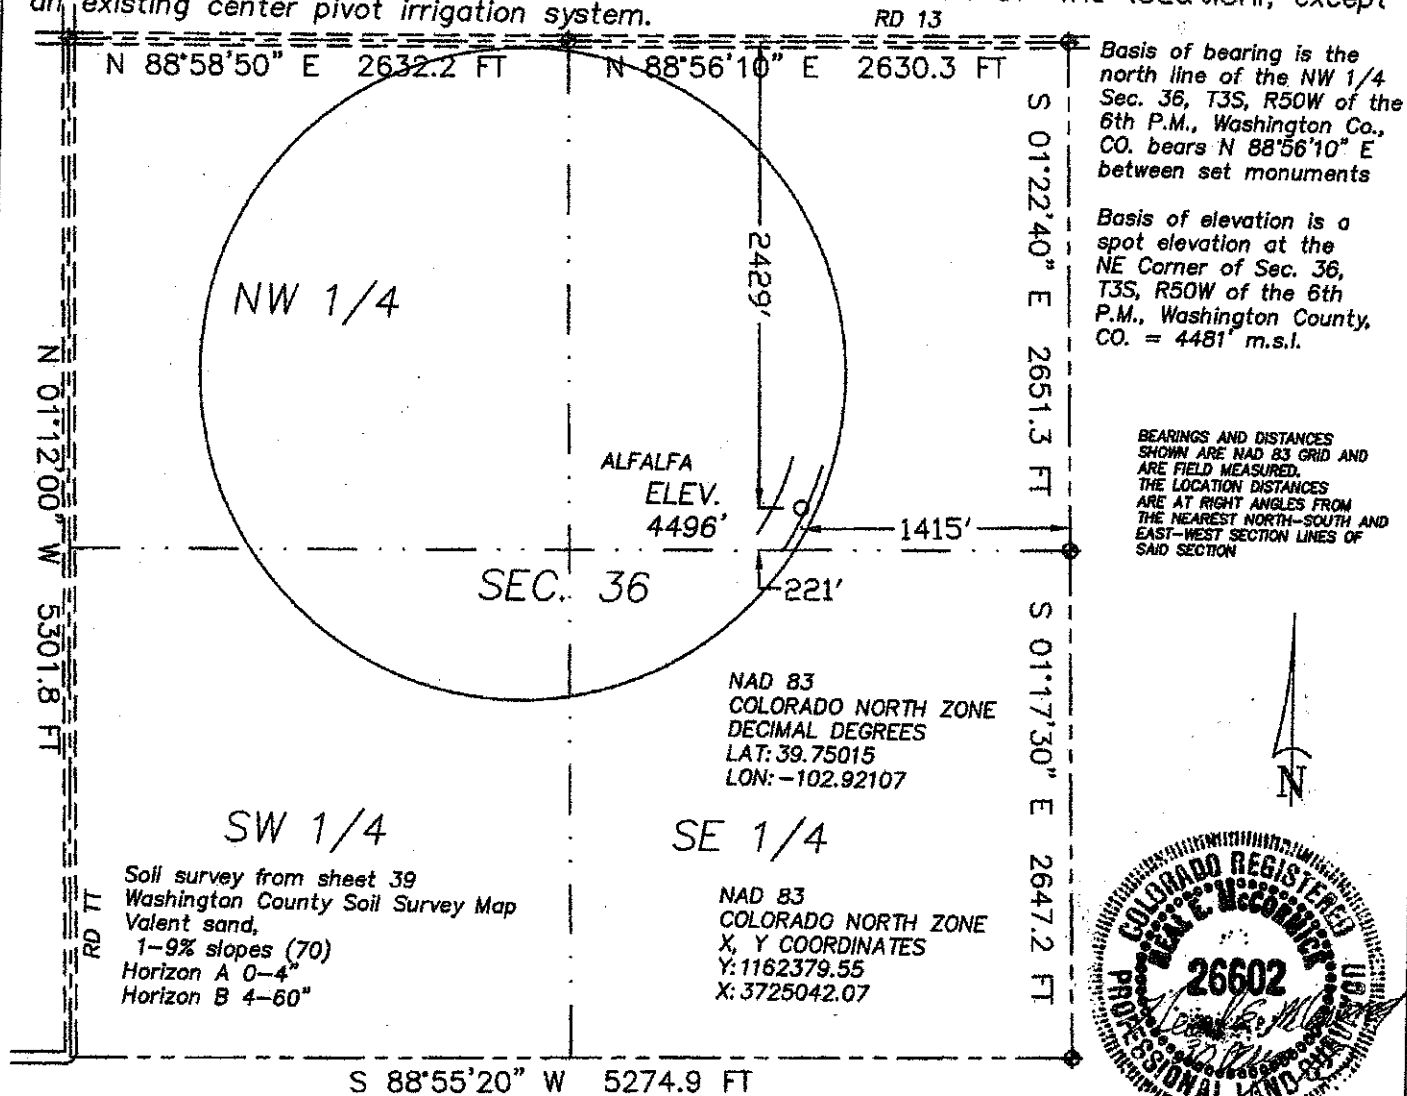 an existing center pivot irrigation system.
except
RD 13
N 88°58'50" E 2632.2 FT
N 88°56'10" E 2630.3 FT
Basis of bearing is the
north line of the NW 1/4
Sec. 36, T3S, R50W of the
6th P.M., Washington Co.,
CO. bears N 88°56'10" E
between set monuments
Basis of elevation is a
spot elevation at the
NE Corner of Sec. 36,
T3S, R50W of the 6th
P.M., Washington County,
CO. = 4481' m.s.l.
S 01°22'40" E 2651.3 FT
2429'
NW 1/4
N 01°12'00" W 5301.8 FT
ALFALFA
ELEV.
4496'
1415'
BEARINGS AND DISTANCES
SHOWN ARE NAD 83 GRID AND
ARE FIELD MEASURED.
THE LOCATION DISTANCES
ARE AT RIGHT ANGLES FROM
THE NEAREST NORTH-SOUTH AND
EAST-WEST SECTION LINES OF
SAID SECTION
SEC. 36
221'
S 01°17'30" E 2647.2 FT
NAD 83
COLORADO NORTH ZONE
DECIMAL DEGREES
LAT: 39.75015
LON: -102.92107
N
SW 1/4
SE 1/4
Soil survey from sheet 39
Washington County Soil Survey Map
Valent sand,
1-9% slopes (70)
Horizon A 0-4"
Horizon B 4-60"
RD TT
NAD 83
COLORADO NORTH ZONE
X, Y COORDINATES
Y: 1162379.55
X: 3725042.07
COLORADO REGISTERED
NEAL E. McCORMICK
26602
PROFESSIONAL LAND
S 88°55'20" W 5274.9 FT